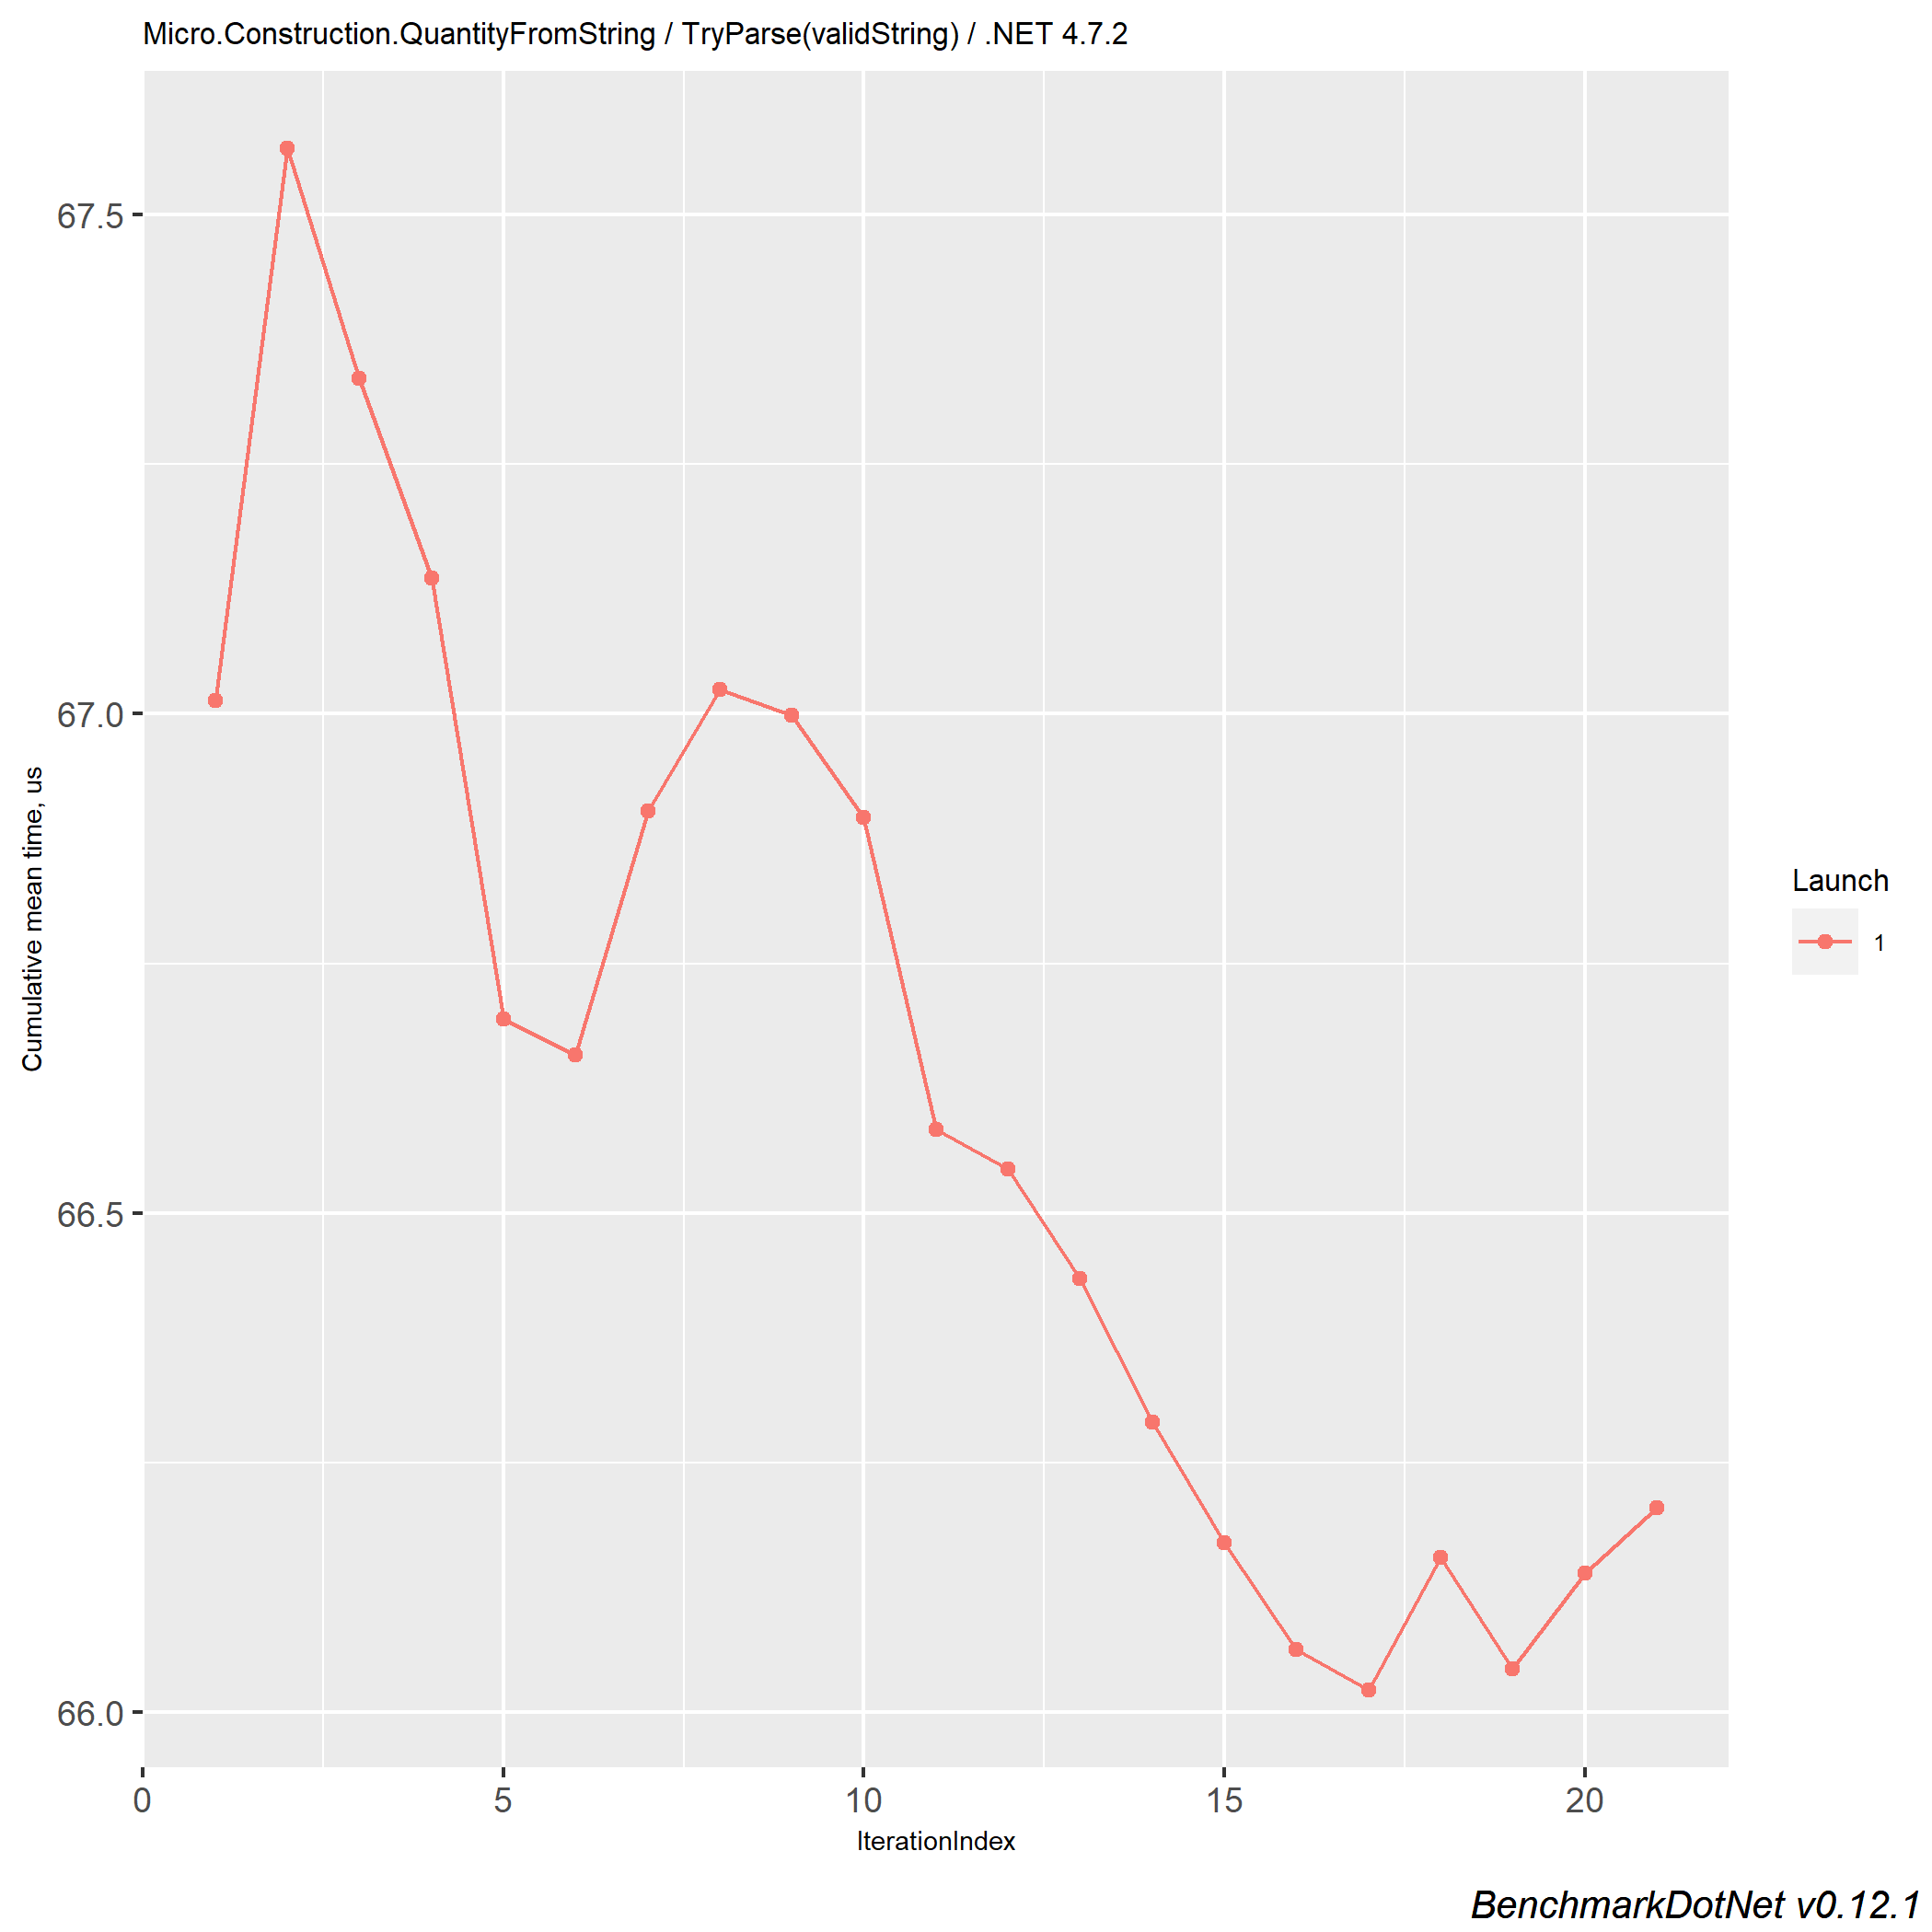 Micro.Construction.QuantityFromString / TryParse(validString) / .NET 4.7.2
67.5
67.0
66.5
66.0
Cumulative mean time, us
0 5 10 15 20
IterationIndex
Launch
1
BenchmarkDotNet v0.12.1